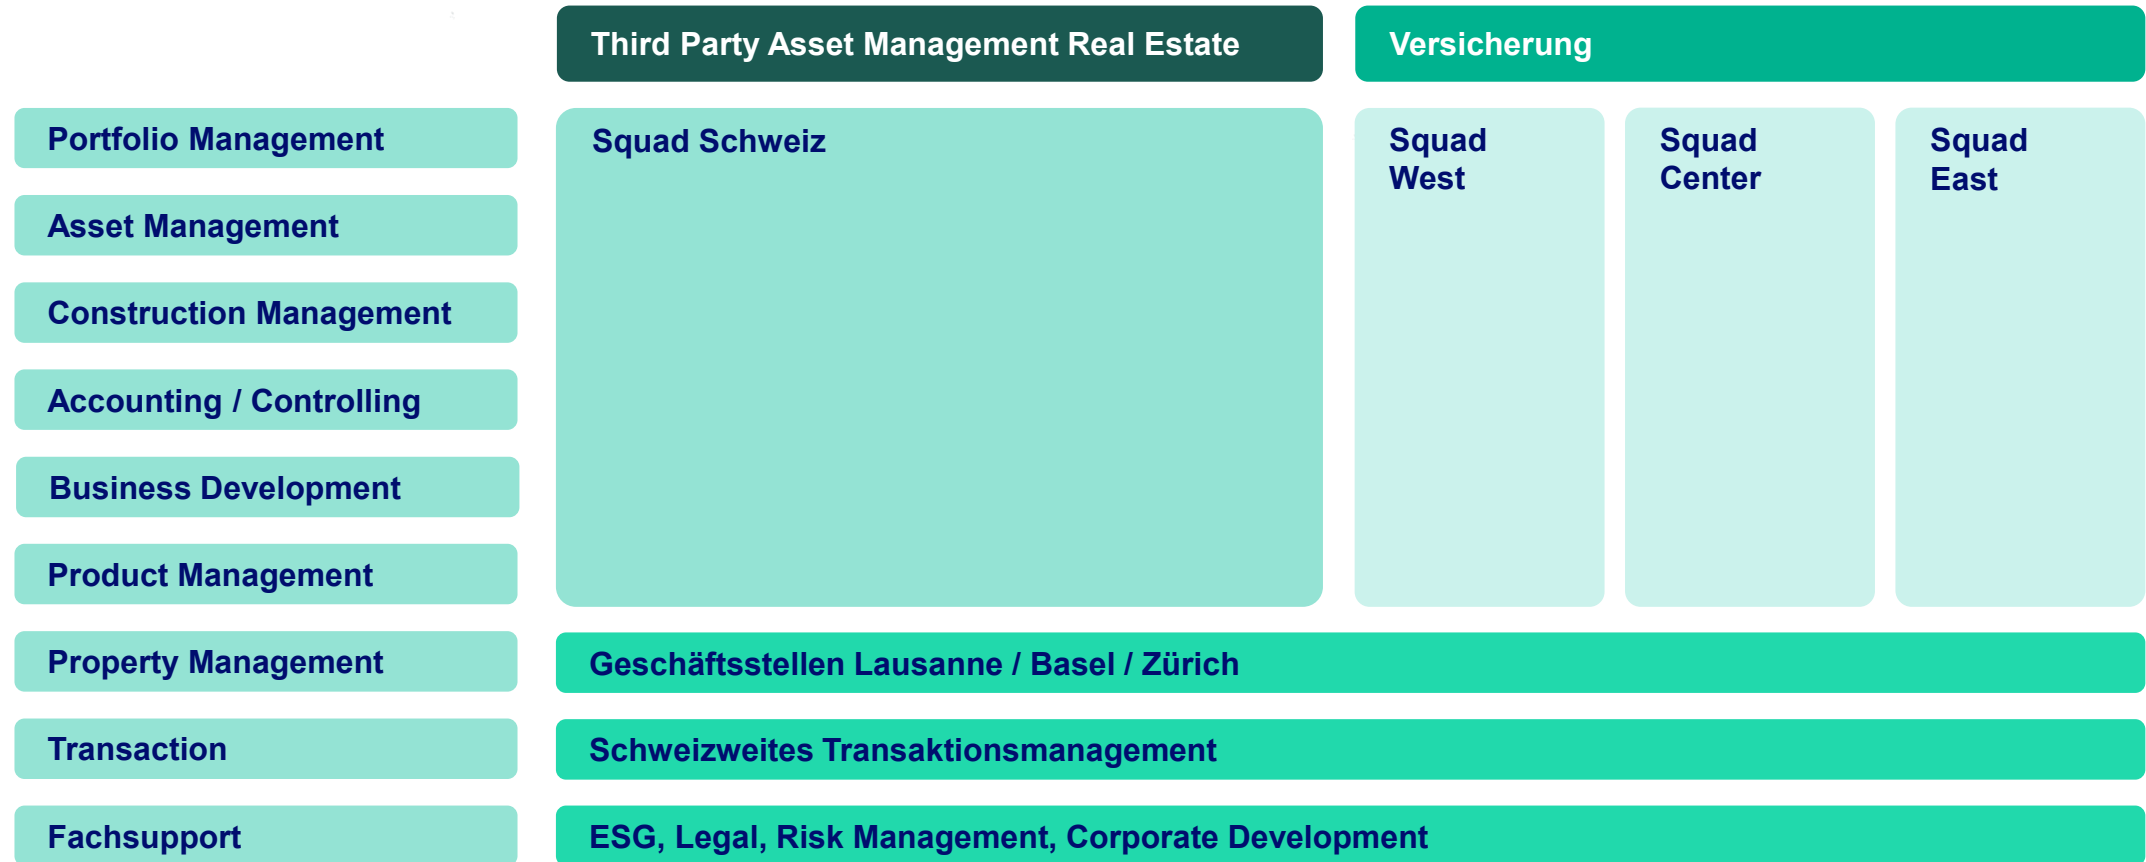 Third Party Asset Management Real Estate
Versicherung
Portfolio Management
Squad Schweiz
Squad
West
Squad
Center
Squad
East
Asset Management
Construction Management
Accounting / Controlling
Business Development
Product Management
Property Management
Geschäftsstellen Lausanne / Basel / Zürich
Transaction
Schweizweites Transaktionsmanagement
Fachsupport
ESG, Legal, Risk Management, Corporate Development